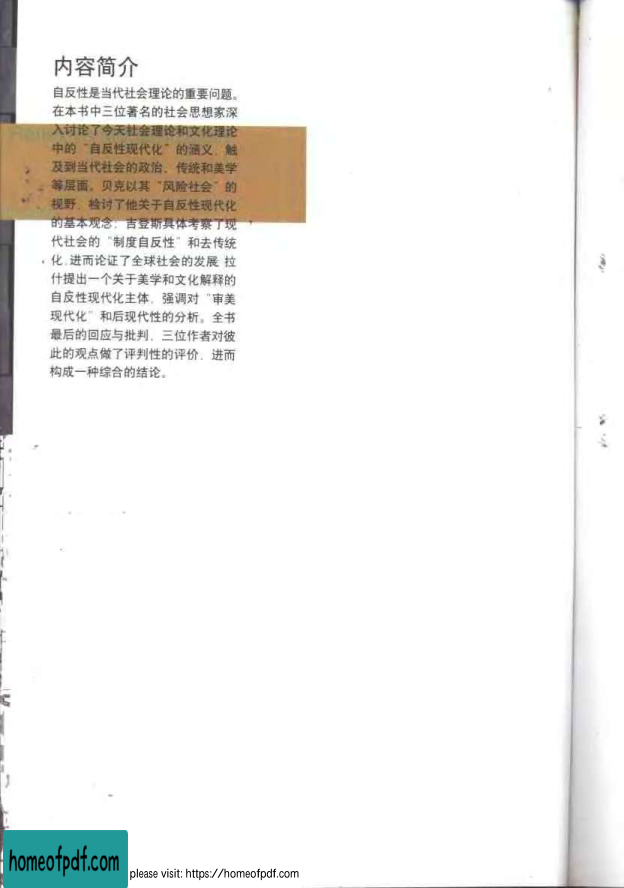 内容简介
自反性是当代社会理论的重要问题。
在本书中三位著名的社会思想家深
入讨论了今天社会理论和文化理论
中的“自反性现代化”的涵义，触
及到当代社会的政治、传统和美学
等层面。贝克以其“风险社会”的
视野，检讨了他关于自反性现代化
的基本观念；吉登斯具体考察了现
代社会的“制度自反性”和去传统
化，进而论证了全球社会的发展 拉
什提出一个关于美学和文化解释的
自反性现代化主体，强调对“审美
现代化”和后现代性的分析。全书
最后的回应与批判，三位作者对彼
此的观点做了评判性的评价，进而
构成一种综合的结论。
homeofpdf.com
please visit: https://homeofpdf.com